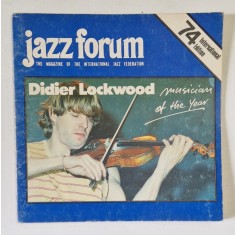 jazz forum
THE MAGAZINE OF THE INTERNATIONAL JAZZ FEDERATION
74
International
Edition
Didier Lockwood
musician
of the Year